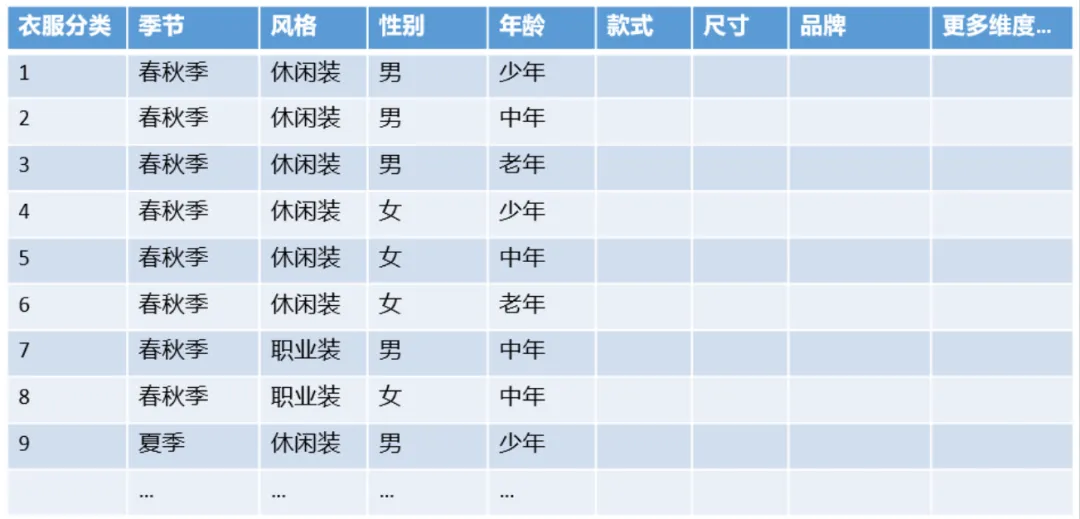 衣服分类 季节 风格 性别 年龄 款式 尺寸 品牌 更多维度...
1 春秋季 休闲装 男 少年
2 春秋季 休闲装 男 中年
3 春秋季 休闲装 男 老年
4 春秋季 休闲装 女 少年
5 春秋季 休闲装 女 中年
6 春秋季 休闲装 女 老年
7 春秋季 职业装 男 中年
8 春秋季 职业装 女 中年
9 夏季 休闲装 男 少年
... ... ... ...